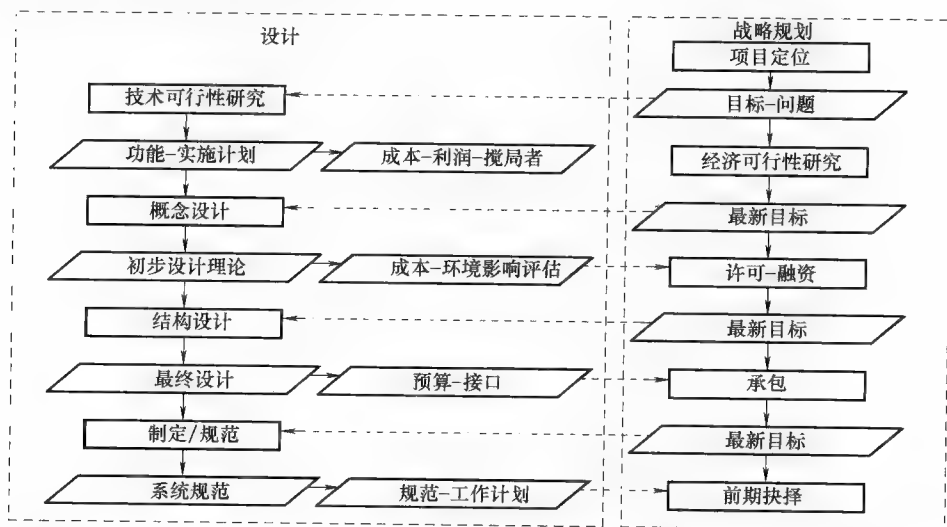 设计
技术可行性研究
功能-实施计划
成本-利润-搅局者
概念设计
初步设计理论
成本-环境影响评估
结构设计
最终设计
预算-接口
制定/规范
系统规范
规范-工作计划
战略规划
项目定位
目标-问题
经济可行性研究
最新目标
许可-融资
最新目标
承包
最新目标
前期抉择